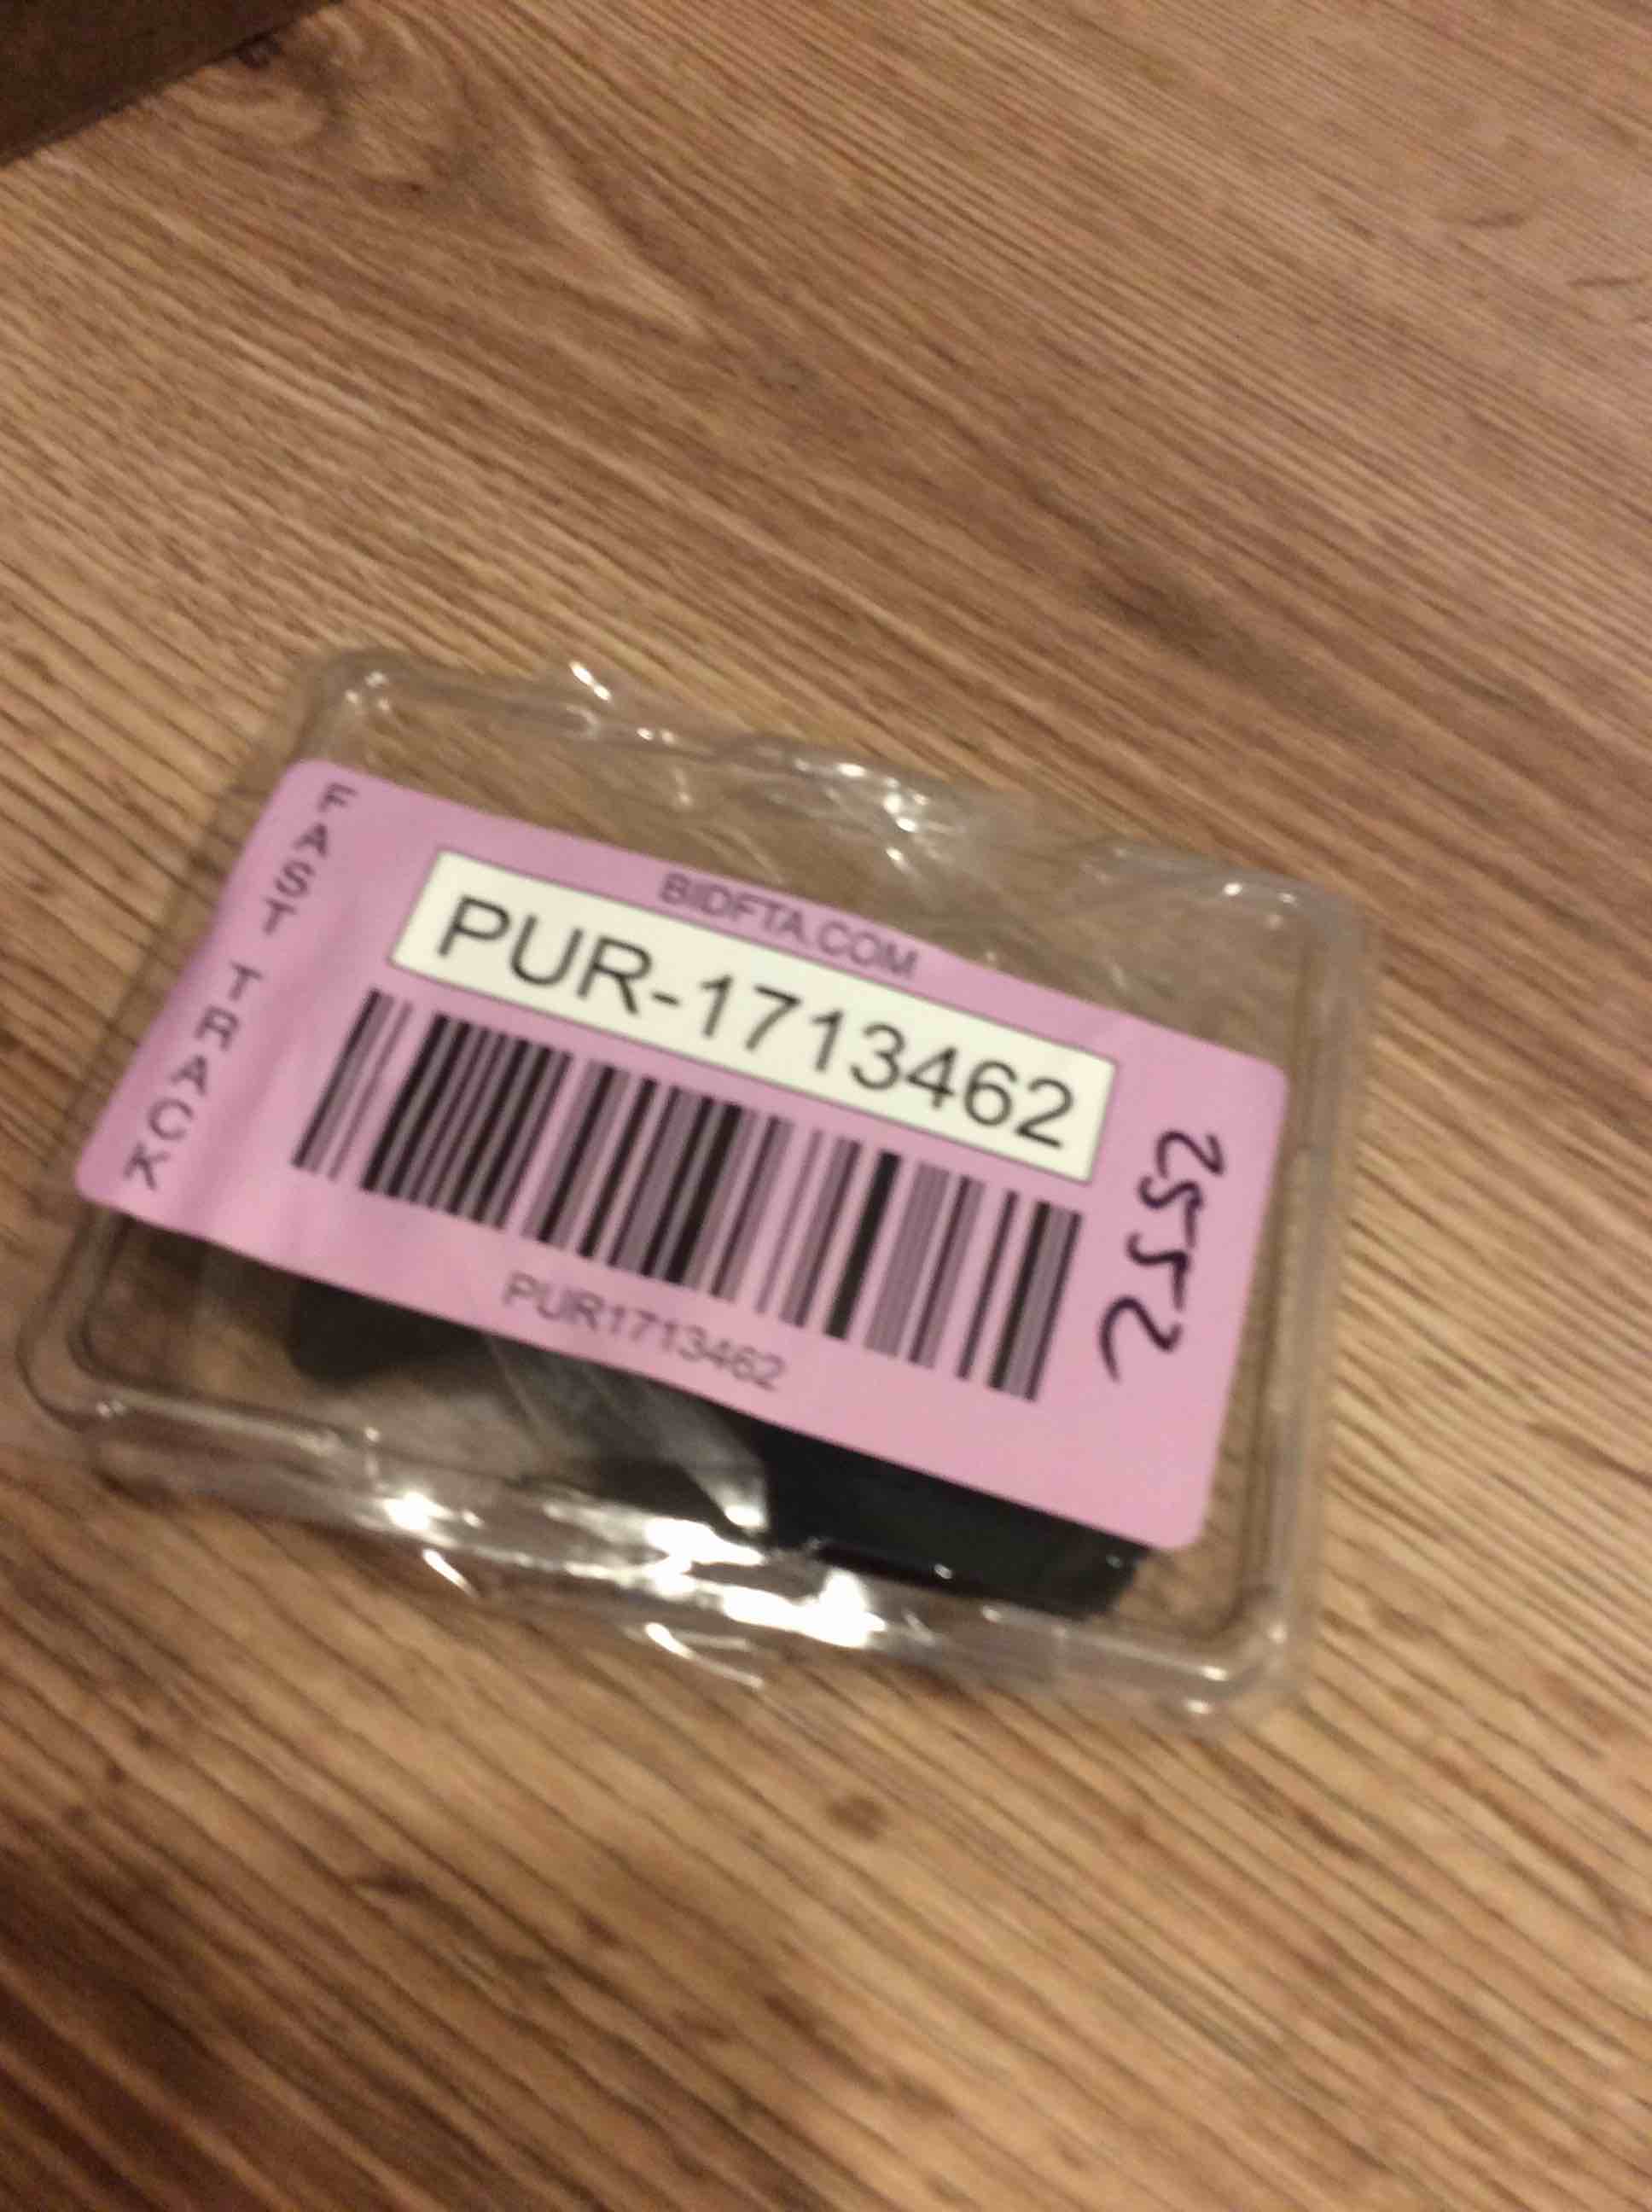 FAST TRACK
BIDFTA.COM
PUR-1713462
PUR1713462
2552